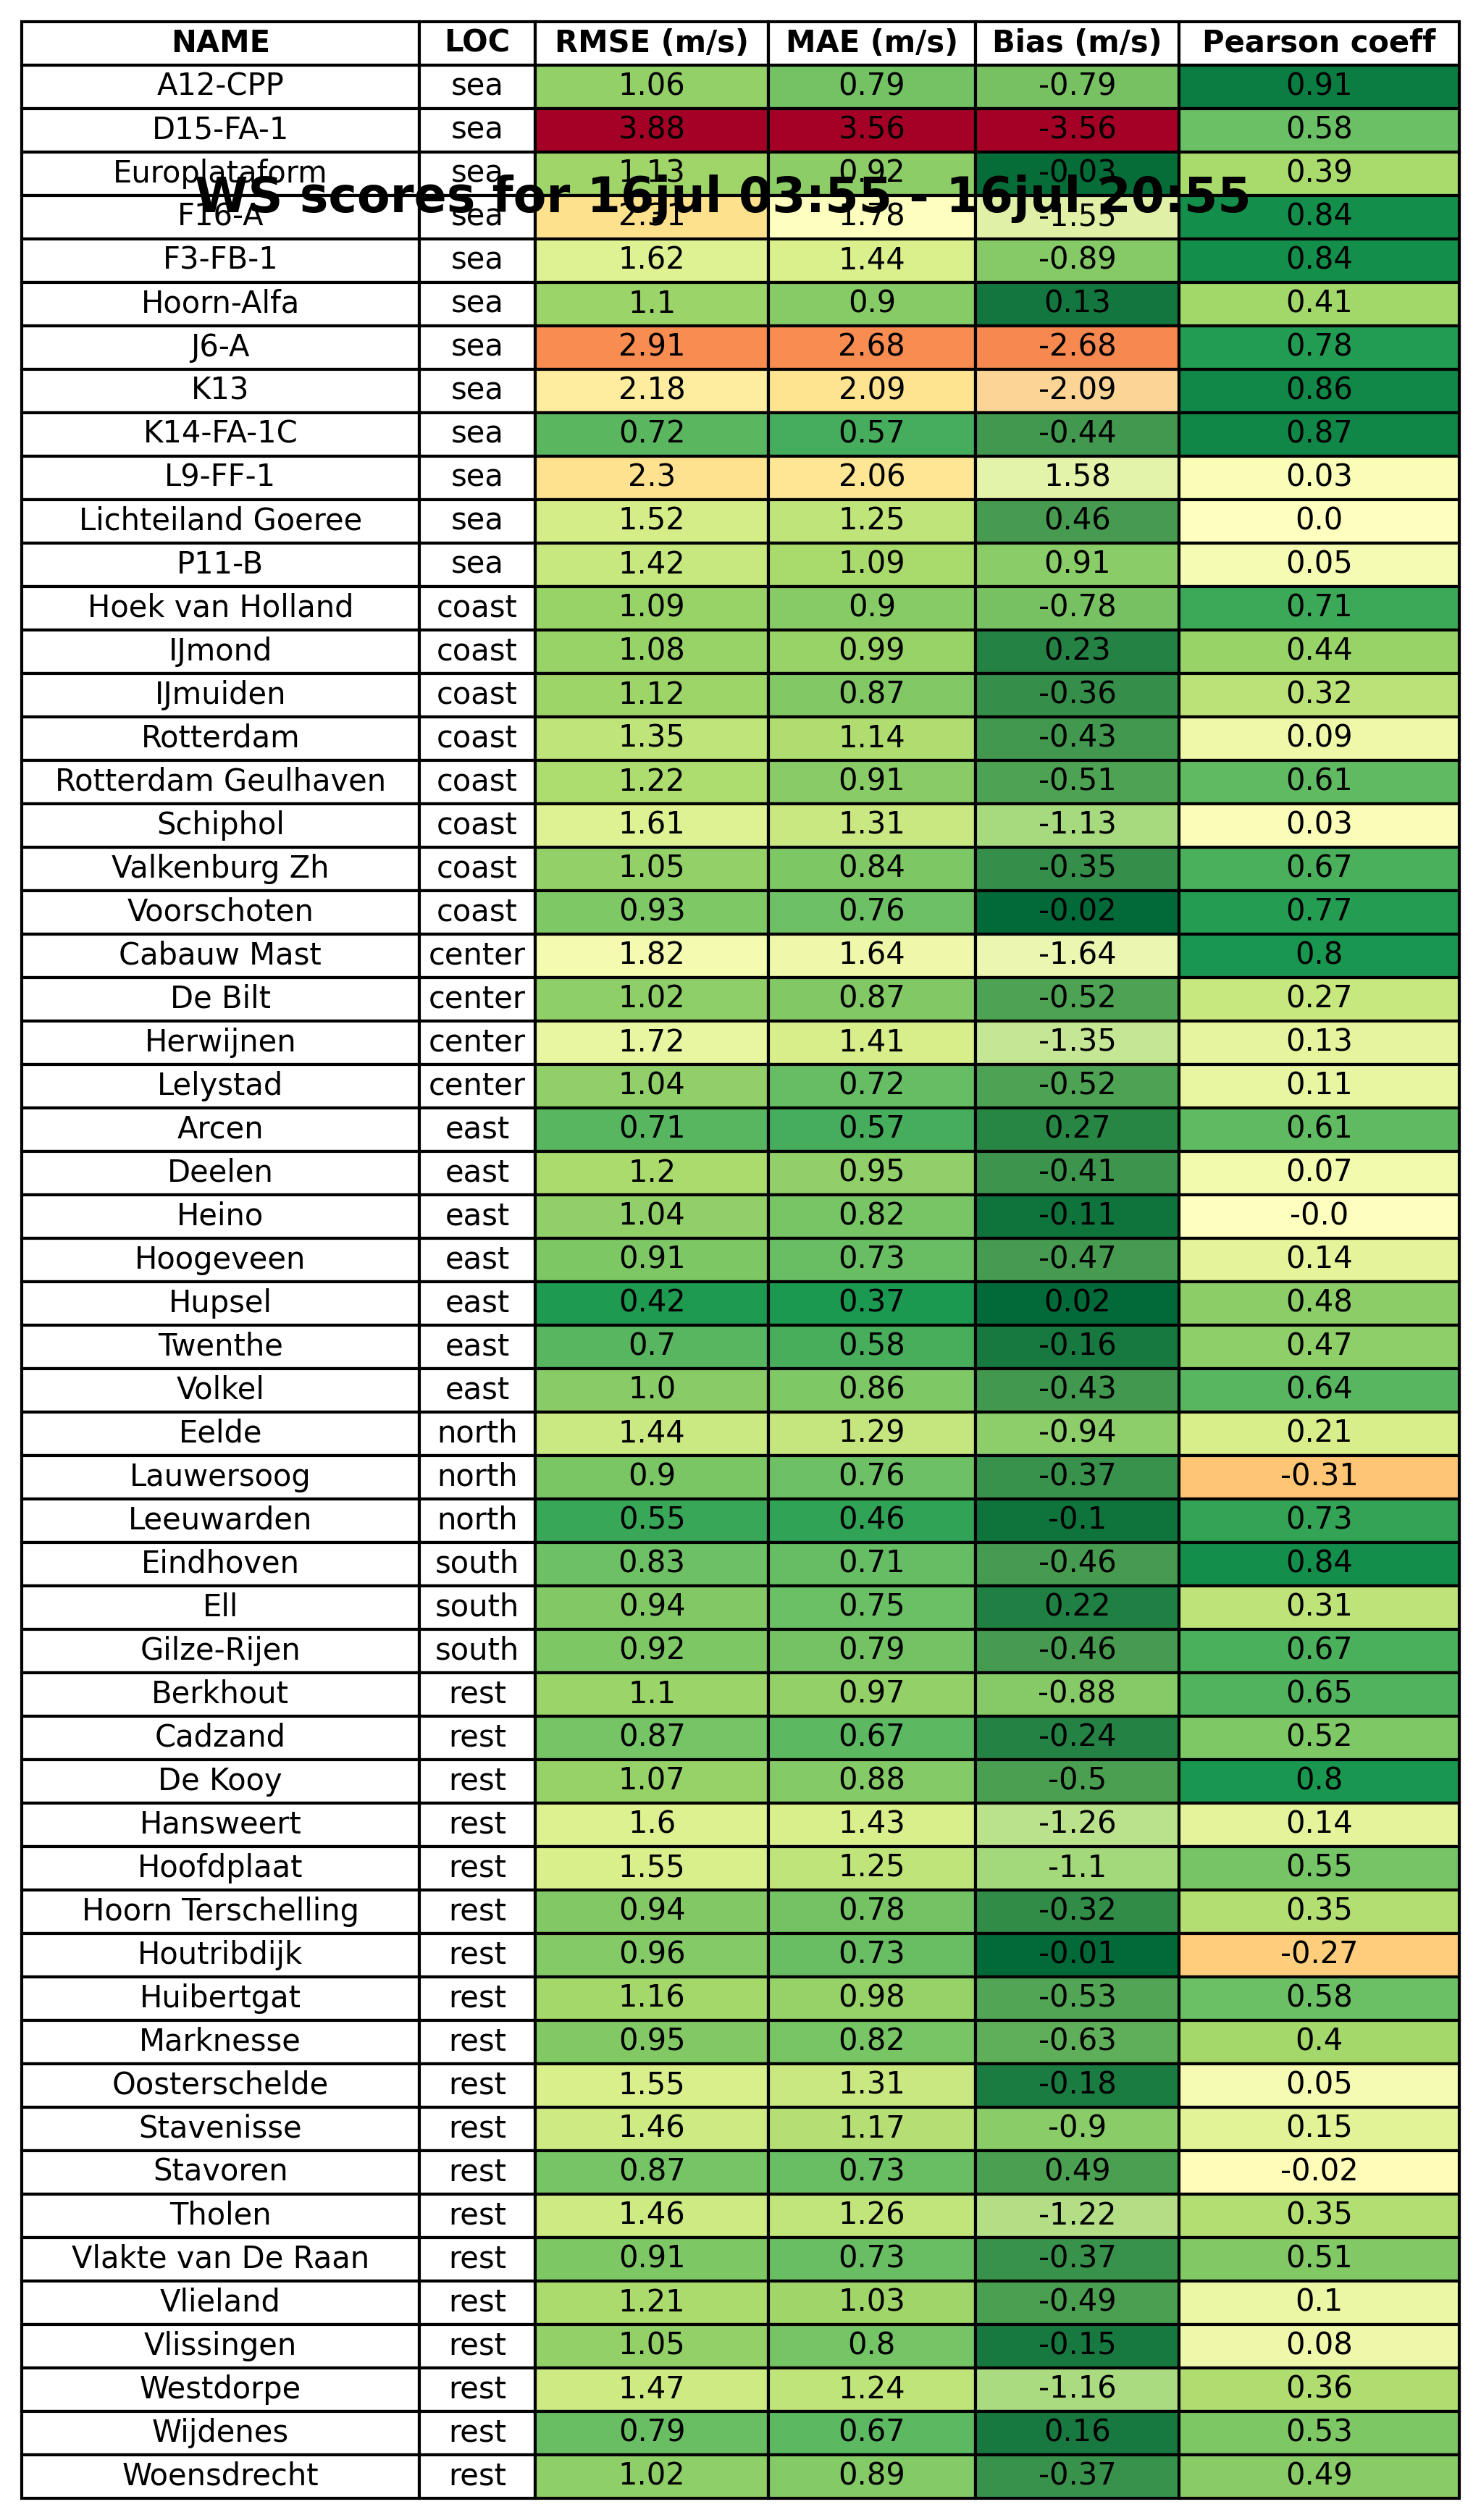 NAME LOC RMSE (m/s) MAE (m/s) Bias (m/s) Pearson coeff
A12-CPP sea 1.06 0.79 -0.79 0.91
D15-FA-1 sea 3.88 3.56 -3.56 0.58
Europlataform sea 1.13 0.92 -0.03 0.39
WS scores for 16jul 03:55 - 16jul 20:55
F16-A sea 2.31 1.78 -1.55 0.84
F3-FB-1 sea 1.62 1.44 -0.89 0.84
Hoorn-Alfa sea 1.1 0.9 0.13 0.41
J6-A sea 2.91 2.68 -2.68 0.78
K13 sea 2.18 2.09 -2.09 0.86
K14-FA-1C sea 0.72 0.57 -0.44 0.87
L9-FF-1 sea 2.3 2.06 1.58 0.03
Lichteiland Goeree sea 1.52 1.25 0.46 0.0
P11-B sea 1.42 1.09 0.91 0.05
Hoek van Holland coast 1.09 0.9 -0.78 0.71
IJmond coast 1.08 0.99 0.23 0.44
IJmuiden coast 1.12 0.87 -0.36 0.32
Rotterdam coast 1.35 1.14 -0.43 0.09
Rotterdam Geulhaven coast 1.22 0.91 -0.51 0.61
Schiphol coast 1.61 1.31 -1.13 0.03
Valkenburg Zh coast 1.05 0.84 -0.35 0.67
Voorschoten coast 0.93 0.76 -0.02 0.77
Cabauw Mast center 1.82 1.64 -1.64 0.8
De Bilt center 1.02 0.87 -0.52 0.27
Herwijnen center 1.72 1.41 -1.35 0.13
Lelystad center 1.04 0.72 -0.52 0.11
Arcen east 0.71 0.57 0.27 0.61
Deelen east 1.2 0.95 -0.41 0.07
Heino east 1.04 0.82 -0.11 -0.0
Hoogeveen east 0.91 0.73 -0.47 0.14
Hupsel east 0.42 0.37 0.02 0.48
Twenthe east 0.7 0.58 -0.16 0.47
Volkel east 1.0 0.86 -0.43 0.64
Eelde north 1.44 1.29 -0.94 0.21
Lauwersoog north 0.9 0.76 -0.37 -0.31
Leeuwarden north 0.55 0.46 -0.1 0.73
Eindhoven south 0.83 0.71 -0.46 0.84
Ell south 0.94 0.75 0.22 0.31
Gilze-Rijen south 0.92 0.79 -0.46 0.67
Berkhout rest 1.1 0.97 -0.88 0.65
Cadzand rest 0.87 0.67 -0.24 0.52
De Kooy rest 1.07 0.88 -0.5 0.8
Hansweert rest 1.6 1.43 -1.26 0.14
Hoofdplaat rest 1.55 1.25 -1.1 0.55
Hoorn Terschelling rest 0.94 0.78 -0.32 0.35
Houtribdijk rest 0.96 0.73 -0.01 -0.27
Huibertgat rest 1.16 0.98 -0.53 0.58
Marknesse rest 0.95 0.82 -0.63 0.4
Oosterschelde rest 1.55 1.31 -0.18 0.05
Stavenisse rest 1.46 1.17 -0.9 0.15
Stavoren rest 0.87 0.73 0.49 -0.02
Tholen rest 1.46 1.26 -1.22 0.35
Vlakte van De Raan rest 0.91 0.73 -0.37 0.51
Vlieland rest 1.21 1.03 -0.49 0.1
Vlissingen rest 1.05 0.8 -0.15 0.08
Westdorpe rest 1.47 1.24 -1.16 0.36
Wijdenes rest 0.79 0.67 0.16 0.53
Woensdrecht rest 1.02 0.89 -0.37 0.49